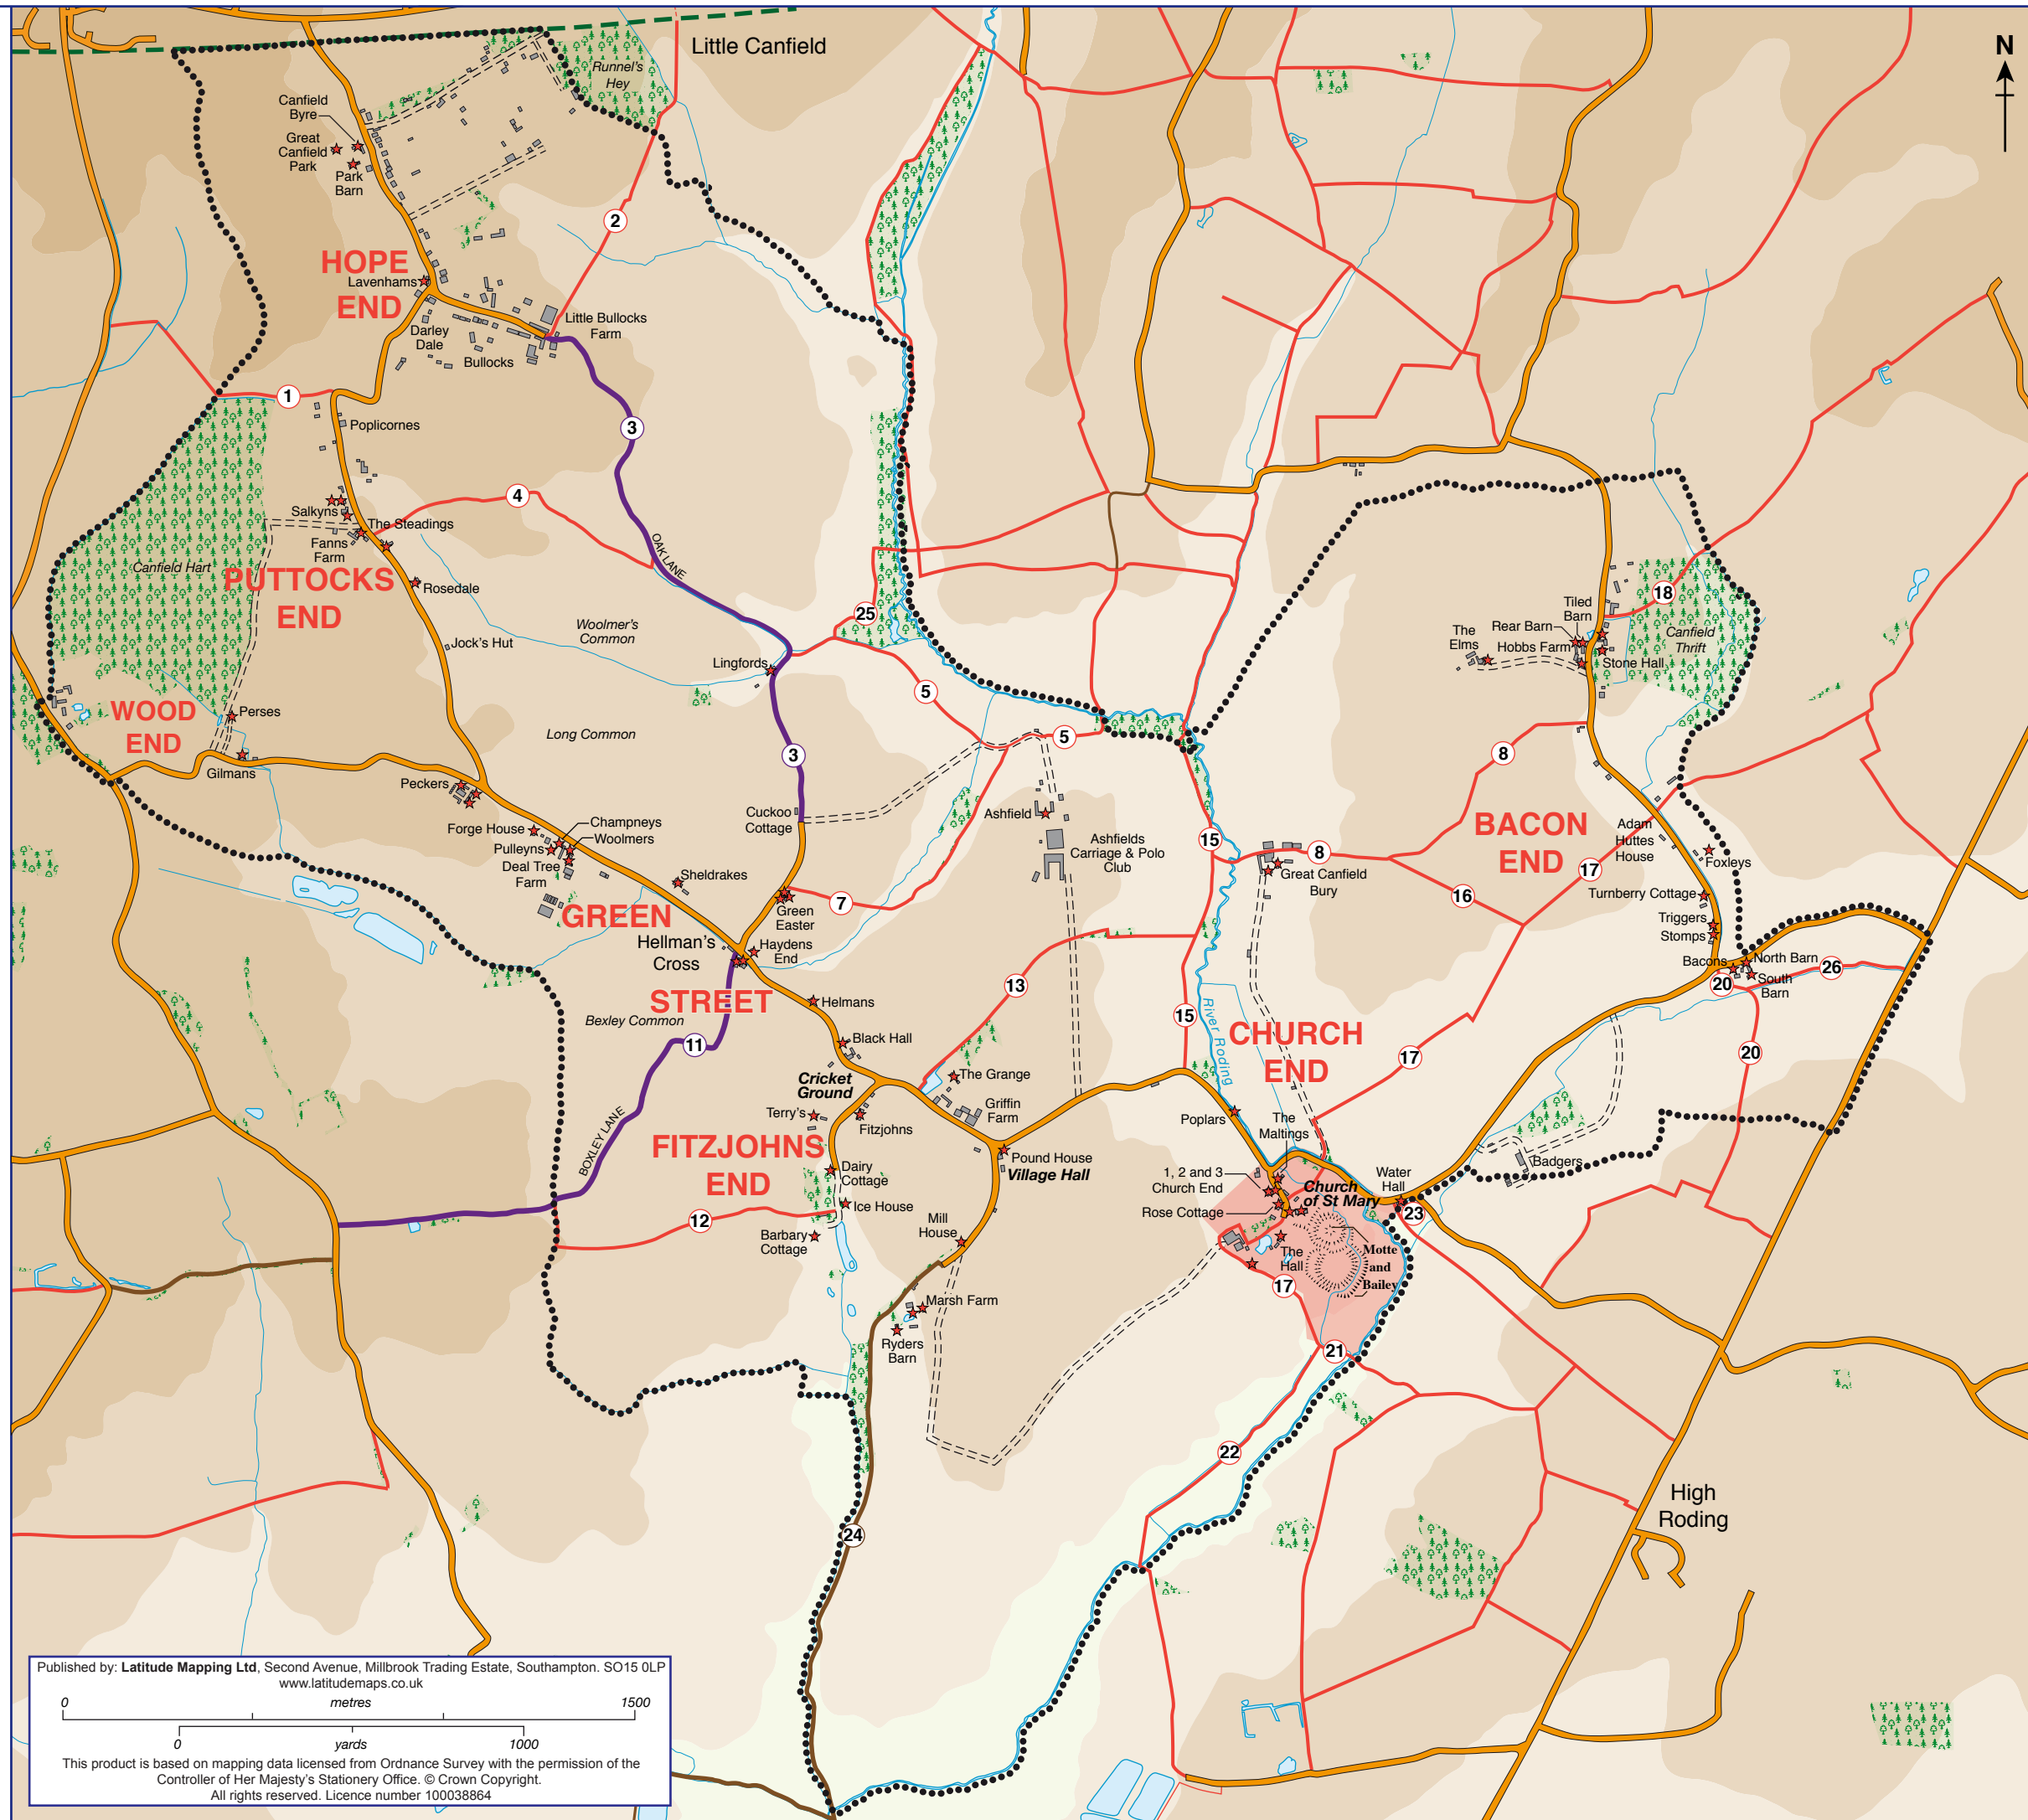 Little Canfield
N
Runnel's
Hey
Canfield
Byre
Great
Canfield
Park
Park
Barn
2
HOPE
END
Lavenhams
Little Bullocks
Farm
Darley
Dale
Bullocks
1
3
Poplicornes
4
Salkyns
The Steadings
Fanns
Farm
OAK LANE
Canfield Hart
PUTTOCKS
END
Rosedale
25
Woolmer's
Common
Jock's Hut
Lingfords
5
18
Tiled
Barn
Rear Barn
The
Elms
Hobbs Farm
Stone Hall
Canfield
Thrift
WOOD
END
Perses
Gilmans
Long Common
5
3
8
Peckers
Cuckoo
Cottage
Ashfield
Ashfields
Carriage & Polo
Club
Forge House
Champneys
Woolmers
Pulleyns
Deal Tree
Farm
15
8
Great Canfield
Bury
BACON
END
Adam
Huttes
House
Foxleys
17
16
Turnberry Cottage
Triggers
Stomps
Sheldrakes
7
Green
Easter
GREEN
Hellman's
Cross
Haydens
End
Bacons
North Barn
South
Barn
26
20
STREET
Helmans
13
15
River Roding
Bexley Common
11
Black Hall
CHURCH
END
17
20
Cricket
Ground
The Grange
Terry's
Fitzjohns
Griffin
Farm
Poplars
The
Maltings
BOXLEY LANE
FITZJOHNS
END
Dairy
Cottage
Pound House
Village Hall
Badgers
1, 2 and 3
Church End
Church
of St Mary
Water
Hall
Rose Cottage
23
Ice House
12
Barbary
Cottage
Mill
House
The
Hall
Motte
and
Bailey
17
Marsh Farm
Ryders
Barn
21
22
24
High
Roding
Published by: Latitude Mapping Ltd, Second Avenue, Millbrook Trading Estate, Southampton. SO15 0LP
www.latitudemaps.co.uk
0 metres 1500
0 yards 1000
This product is based on mapping data licensed from Ordnance Survey with the permission of the
Controller of Her Majesty's Stationery Office. © Crown Copyright.
All rights reserved. Licence number 100038864